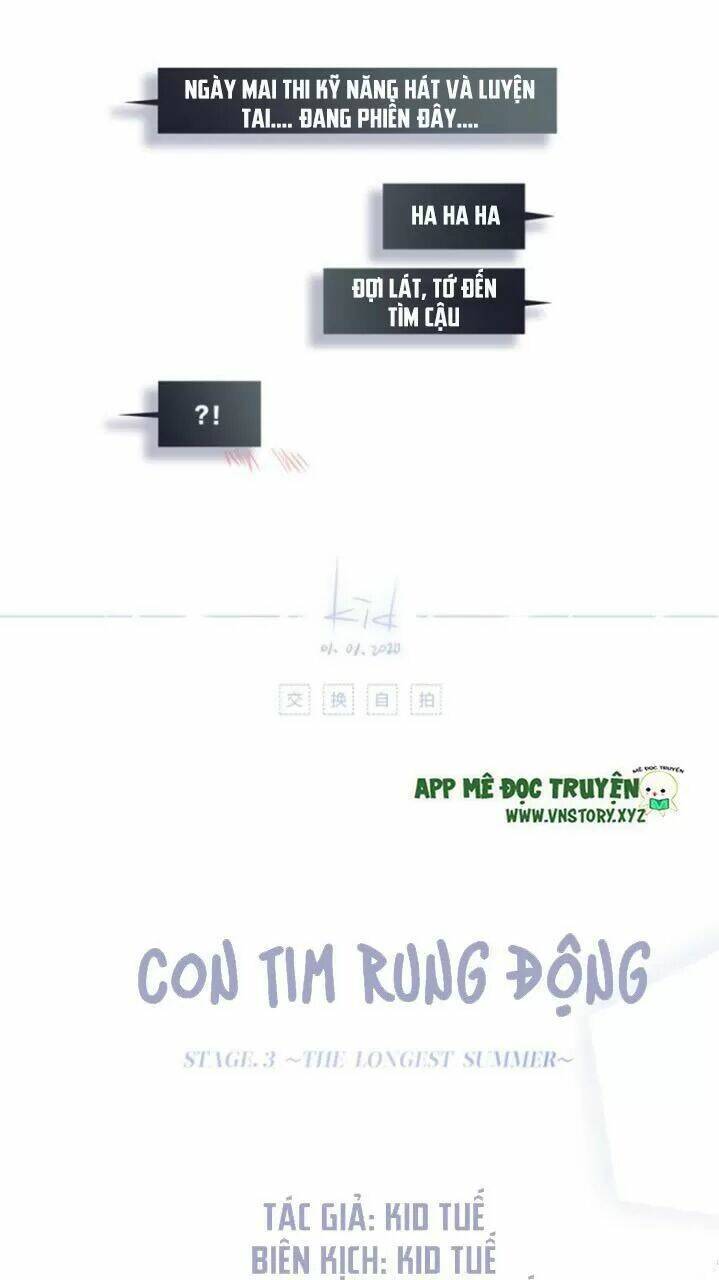 NGÀY MAI THI KỸ NĂNG HÁT VÀ LUYỆN
TAI.... ĐANG PHIỀN ĐÂY....
HA HA HA
ĐỢI LÁT, TỚ ĐẾN
TÌM CẬU
?!
kid
01.01.2020
交换自拍
MÊ ĐỌC TRUYỆN
APP MÊ ĐỌC TRUYỆN
WWW.VNSTORY.XYZ
CON TIM RUNG ĐỘNG
STAGE.3 ~THE LONGEST SUMMER~
TÁC GIẢ: KID TUẾ
BIÊN KỊCH: KID TUẾ